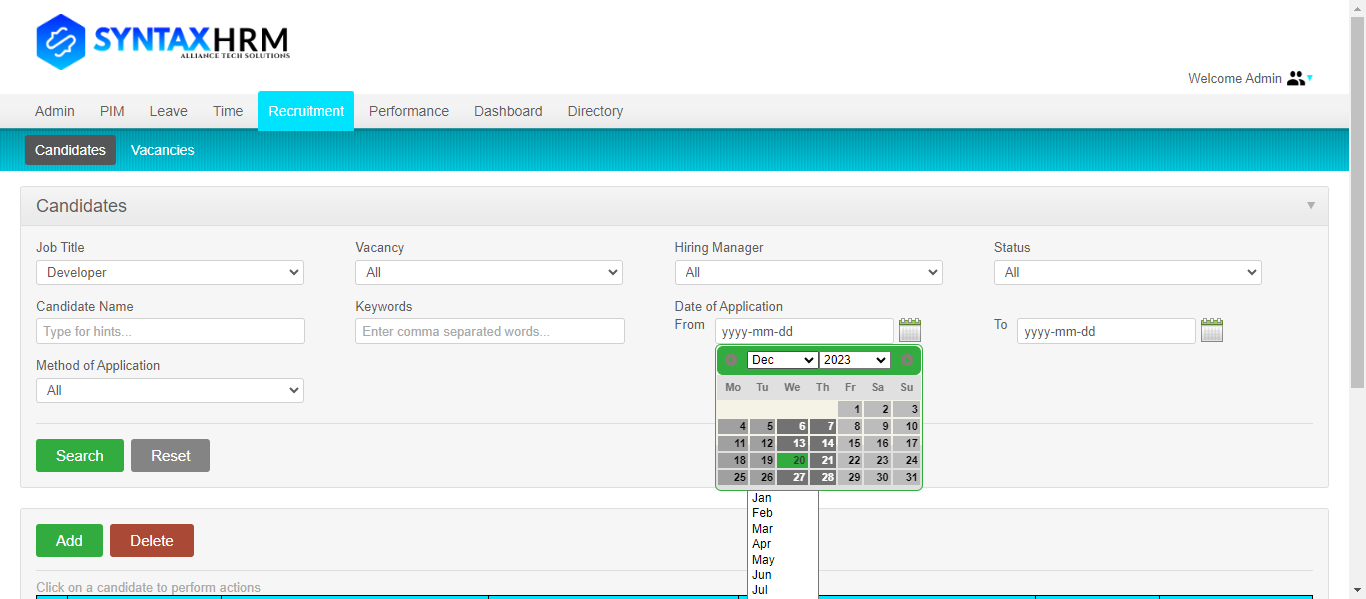 SYNTAXHRM
ALLIANCE TECH SOLUTIONS
Welcome Admin
Admin PIM Leave Time Recruitment Performance Dashboard Directory
Candidates Vacancies
Candidates
Job Title Vacancy Hiring Manager Status
Developer All All All
Candidate Name Keywords Date of Application
Type for hints... Enter comma separated words... From yyyy-mm-dd To yyyy-mm-dd
Method of Application
All
Dec 2023
Mo Tu We Th Fr Sa Su
1 2 3
4 5 6 7 8 9 10
11 12 13 14 15 16 17
18 19 20 21 22 23 24
25 26 27 28 29 30 31
Search Reset
Jan
Feb
Mar
Apr
May
Jun
Jul
Add Delete
Click on a candidate to perform actions